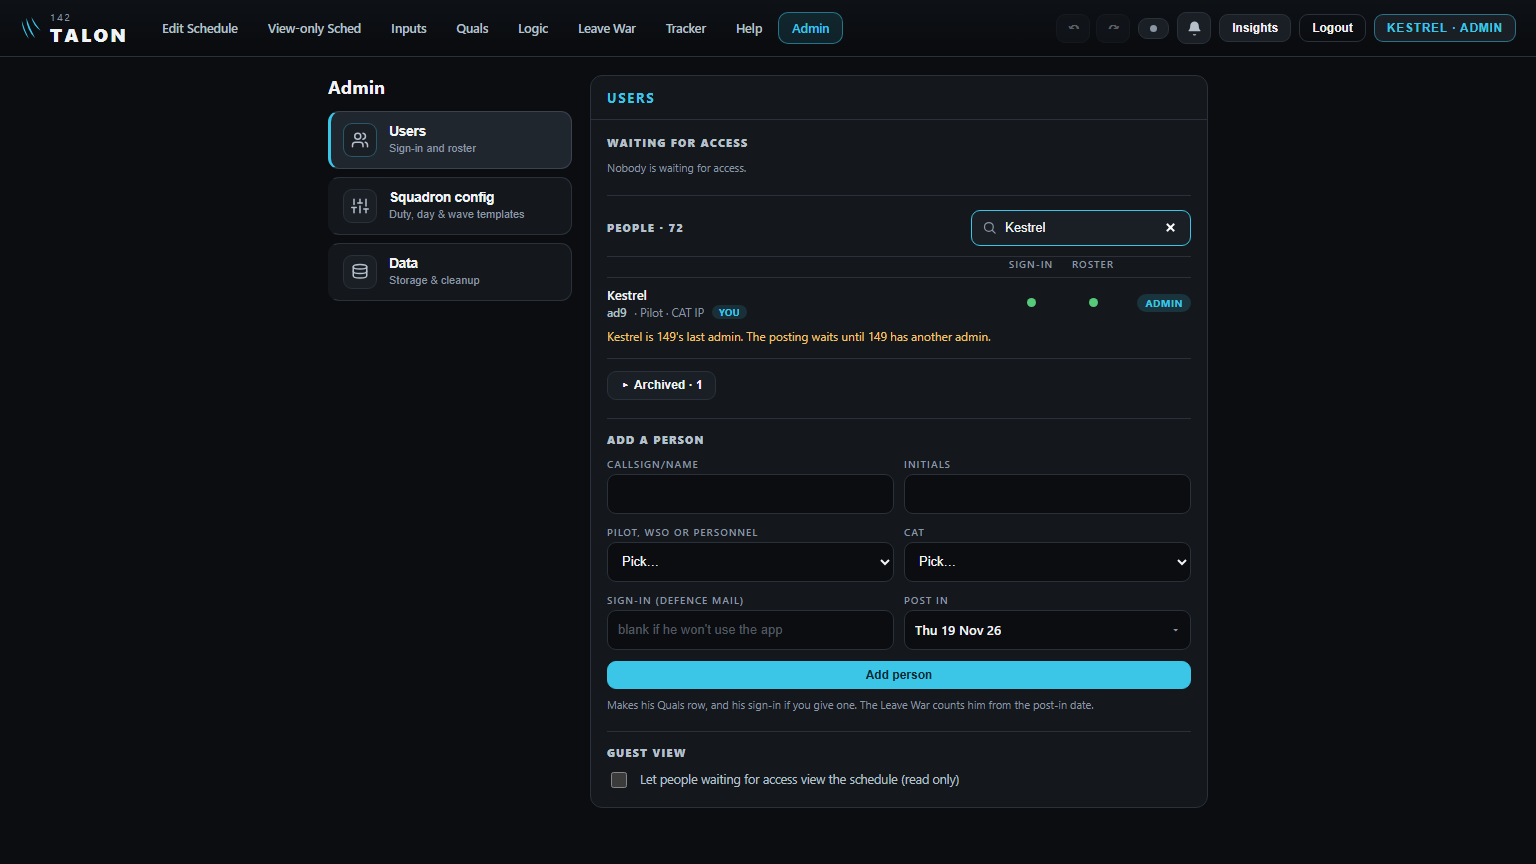 142
TALON
Edit Schedule
View-only Sched
Inputs
Quals
Logic
Leave War
Tracker
Help
Admin
Insights
Logout
KESTREL · ADMIN
Admin
Users
Sign-in and roster
Squadron config
Duty, day & wave templates
Data
Storage & cleanup
USERS
WAITING FOR ACCESS
Nobody is waiting for access.
PEOPLE · 72
Kestrel
SIGN-IN ROSTER
Kestrel
ad9 · Pilot · CAT IP YOU
ADMIN
Kestrel is 149's last admin. The posting waits until 149 has another admin.
Archived · 1
ADD A PERSON
CALLSIGN/NAME
INITIALS
PILOT, WSO OR PERSONNEL
CAT
Pick…
Pick…
SIGN-IN (DEFENCE MAIL)
POST IN
blank if he won't use the app
Thu 19 Nov 26
Add person
Makes his Quals row, and his sign-in if you give one. The Leave War counts him from the post-in date.
GUEST VIEW
Let people waiting for access view the schedule (read only)